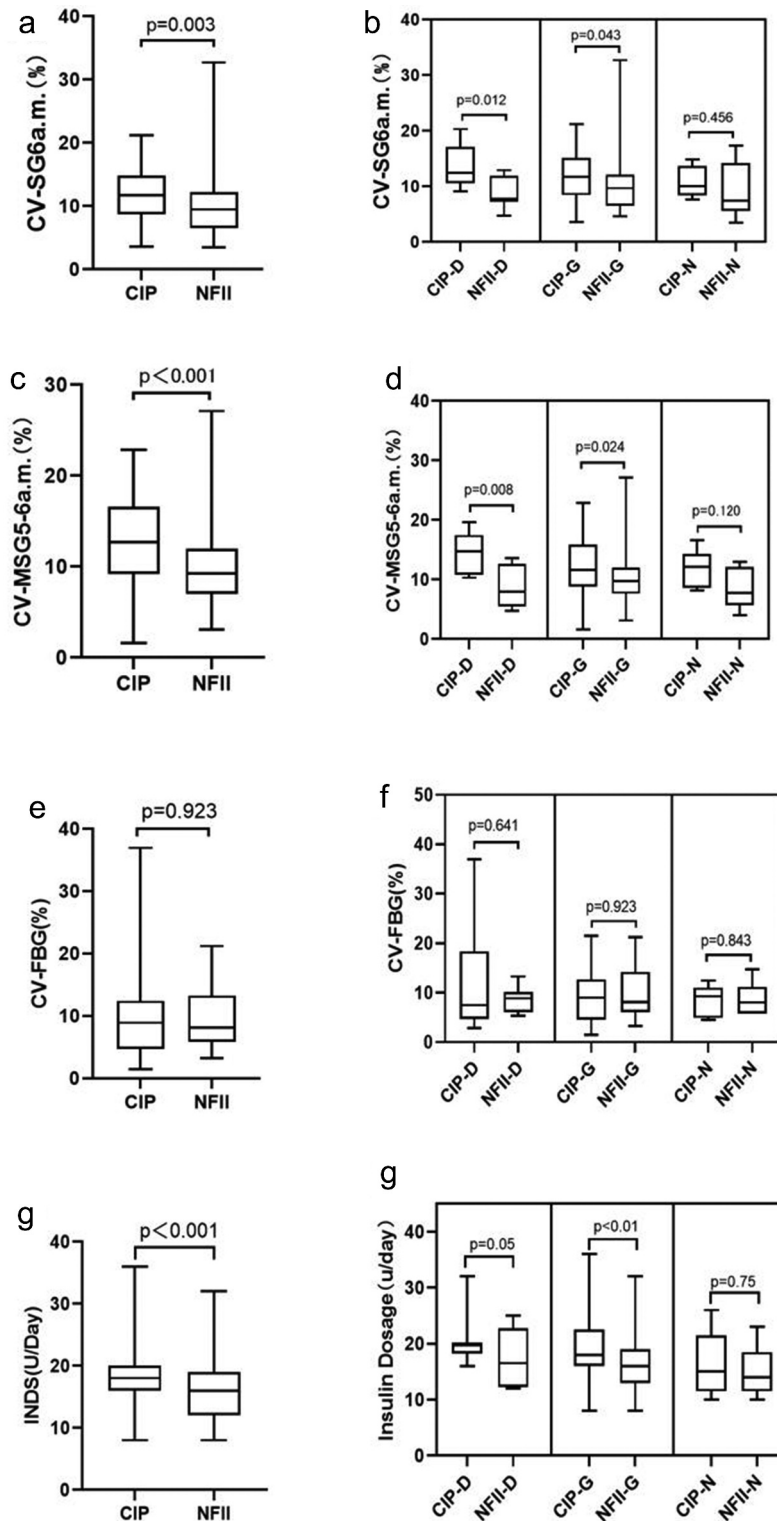 a
p=0.003
CV-SG6a.m.(%)
40
30
20
10
0
CIP NFII
b
p=0.012
p=0.043
p=0.456
CV-SG6a.m.(%)
40
30
20
10
0
CIP-D NFII-D CIP-G NFII-G CIP-N NFII-N
c
p<0.001
CV-MSG5-6a.m.(%)
30
20
10
0
CIP NFII
d
p=0.008
p=0.024
p=0.120
CV-MSG5-6a.m.(%)
40
30
20
10
0
CIP-D NFII-D CIP-G NFII-G CIP-N NFII-N
e
p=0.923
CV-FBG(%)
40
30
20
10
0
CIP NFII
f
p=0.641
p=0.923
p=0.843
CV-FBG(%)
50
40
30
20
10
0
CIP-D NFII-D CIP-G NFII-G CIP-N NFII-N
g
p<0.001
INDS(U/Day)
40
30
20
10
0
CIP NFII
g
p=0.05
p<0.01
p=0.75
Insulin Dosage(u/day)
40
30
20
10
0
CIP-D NFII-D CIP-G NFII-G CIP-N NFII-N